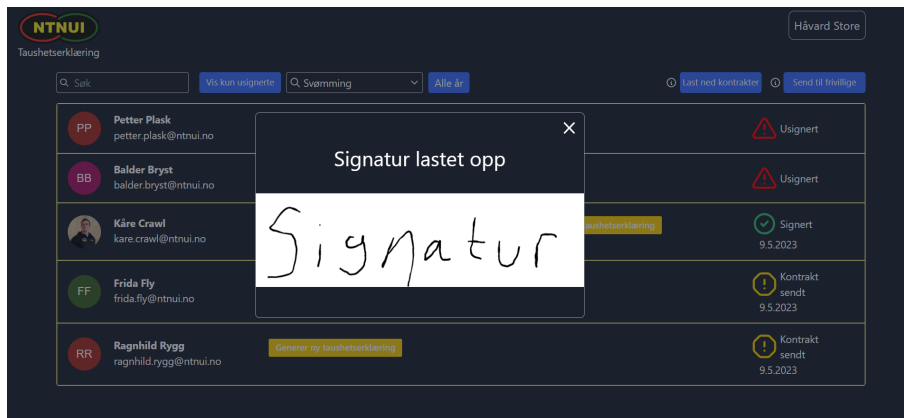 NTNUI
Taushetserklæring
Håvard Store
Søk
Vis kun usignerte
Svømming
Alle år
Last ned kontrakter
Send til frivillige
PP
Petter Plask
petter.plask@ntnui.no
Usignert
BB
Balder Bryst
balder.bryst@ntnui.no
Usignert
Signatur lastet opp
Signatur
Kåre Crawl
kare.crawl@ntnui.no
taushetserklæring
Signert
9.5.2023
FF
Frida Fly
frida.fly@ntnui.no
Kontrakt
sendt
9.5.2023
RR
Ragnhild Rygg
ragnhild.rygg@ntnui.no
Generer ny taushetserklæring
Kontrakt
sendt
9.5.2023